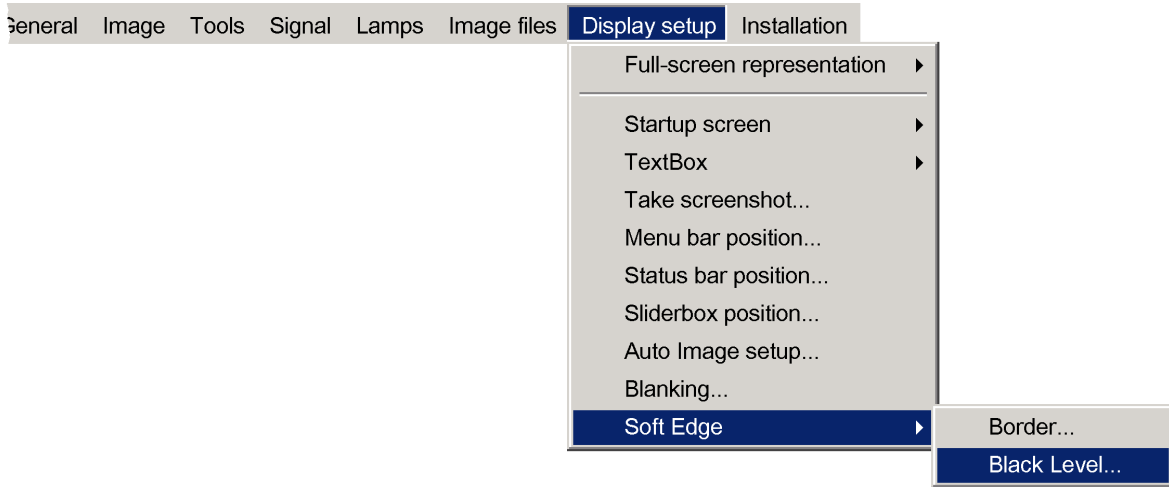 General Image Tools Signal Lamps Image files Display setup Installation
Full-screen representation
Startup screen
TextBox
Take screenshot...
Menu bar position...
Status bar position...
Sliderbox position...
Auto Image setup...
Blanking...
Soft Edge
Border...
Black Level...